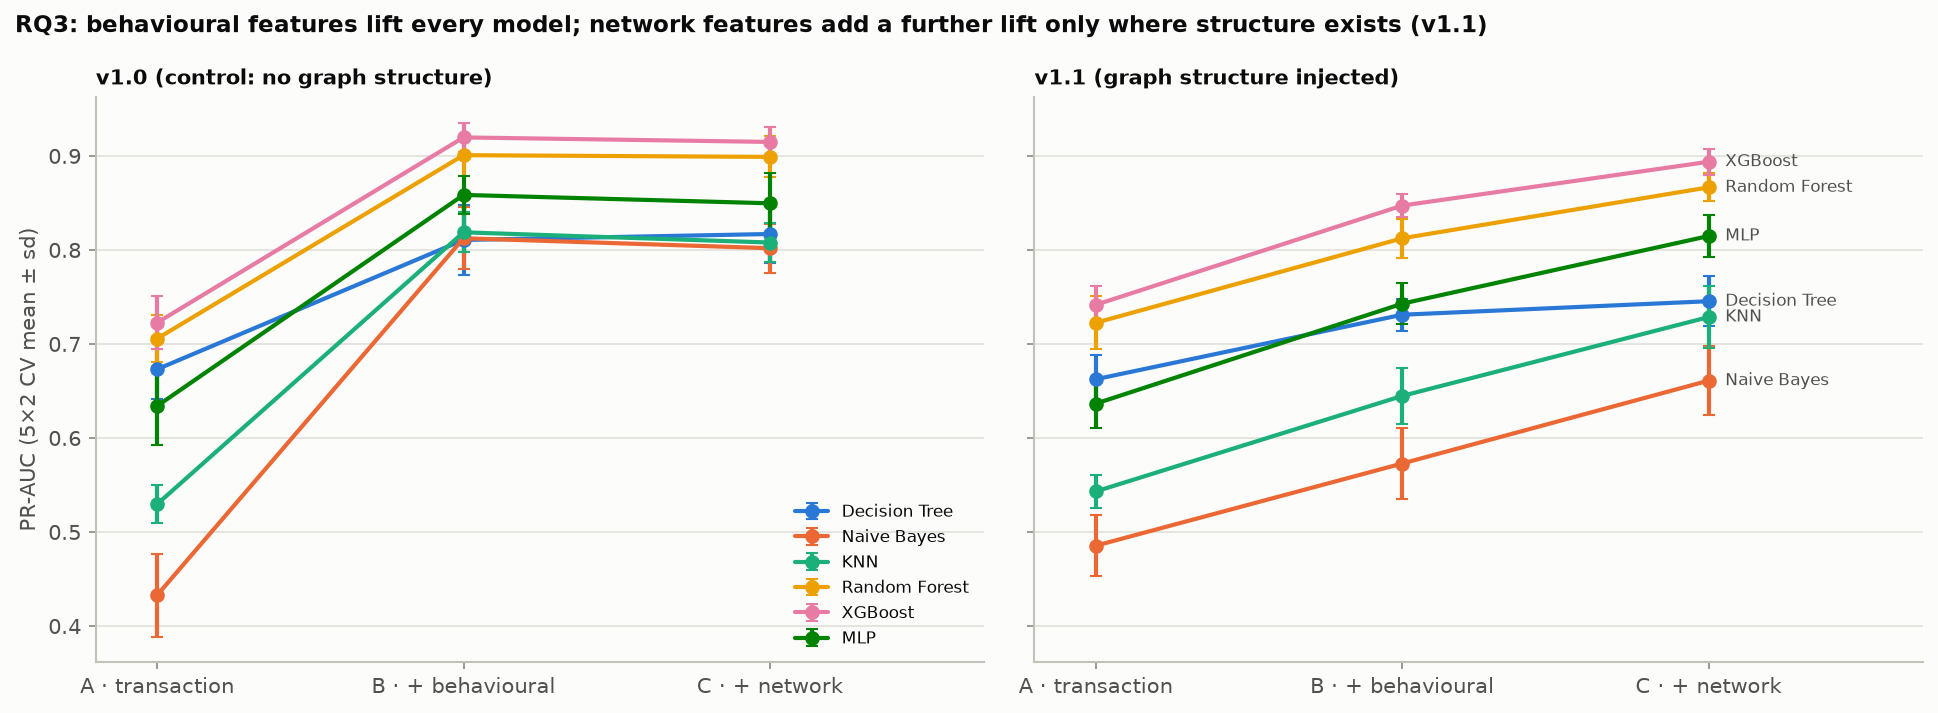 RQ3: behavioural features lift every model; network features add a further lift only where structure exists (v1.1)
v1.0 (control: no graph structure)
PR-AUC (5×2 CV mean ± sd)
0.9
0.8
0.7
0.6
0.5
0.4
Decision Tree
Naive Bayes
KNN
Random Forest
XGBoost
MLP
A · transaction
B · + behavioural
C · + network
v1.1 (graph structure injected)
XGBoost
Random Forest
MLP
Decision Tree
KNN
Naive Bayes
A · transaction
B · + behavioural
C · + network